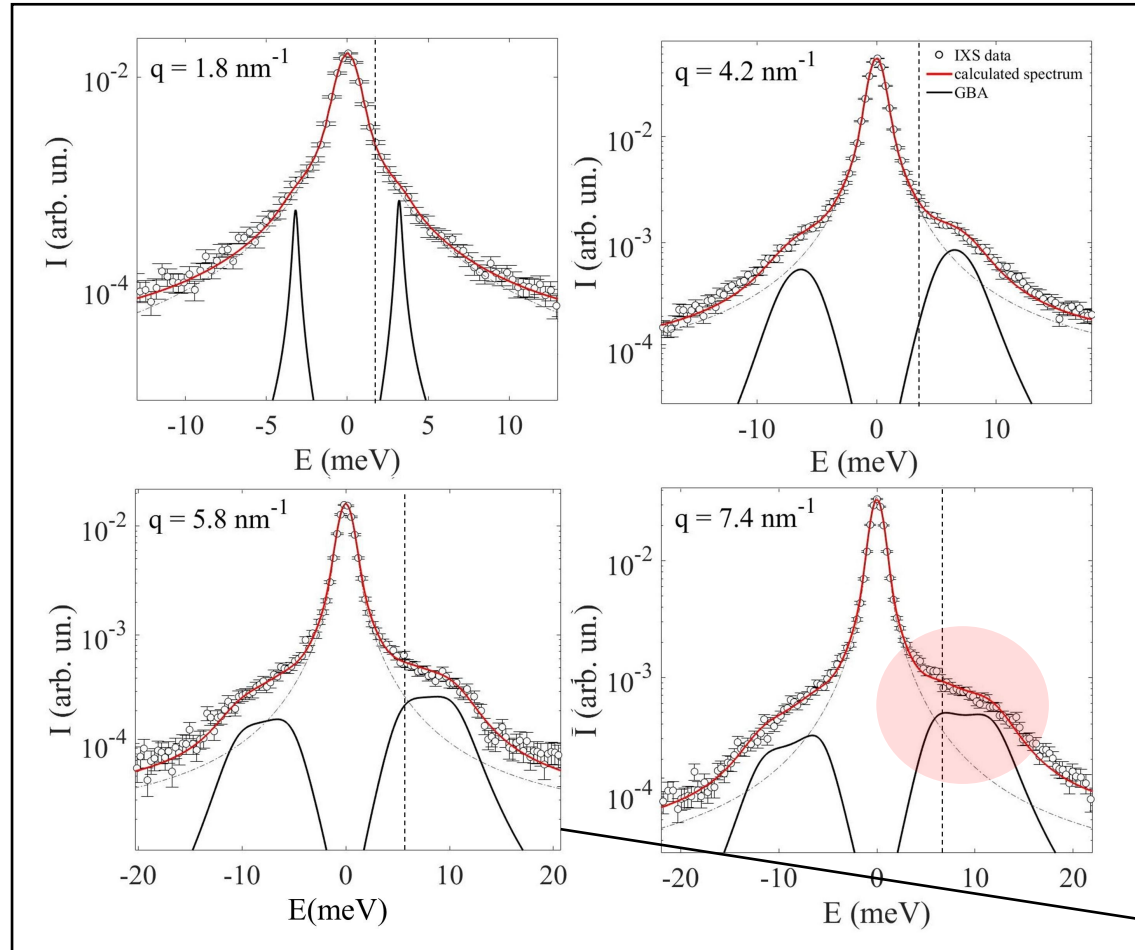 q = 1.8 nm⁻¹
10⁻²
10⁻⁴
I (arb. un.)
-10 -5 0 5 10
E (meV)
q = 4.2 nm⁻¹
IXS data
calculated spectrum
GBA
10⁻²
10⁻³
10⁻⁴
I (arb. un.)
-10 0 10
E (meV)
q = 5.8 nm⁻¹
10⁻²
10⁻³
10⁻⁴
I (arb. un.)
-20 -10 0 10 20
E(meV)
q = 7.4 nm⁻¹
10⁻²
10⁻³
10⁻⁴
I (arb. un.)
-20 -10 0 10 20
E (meV)